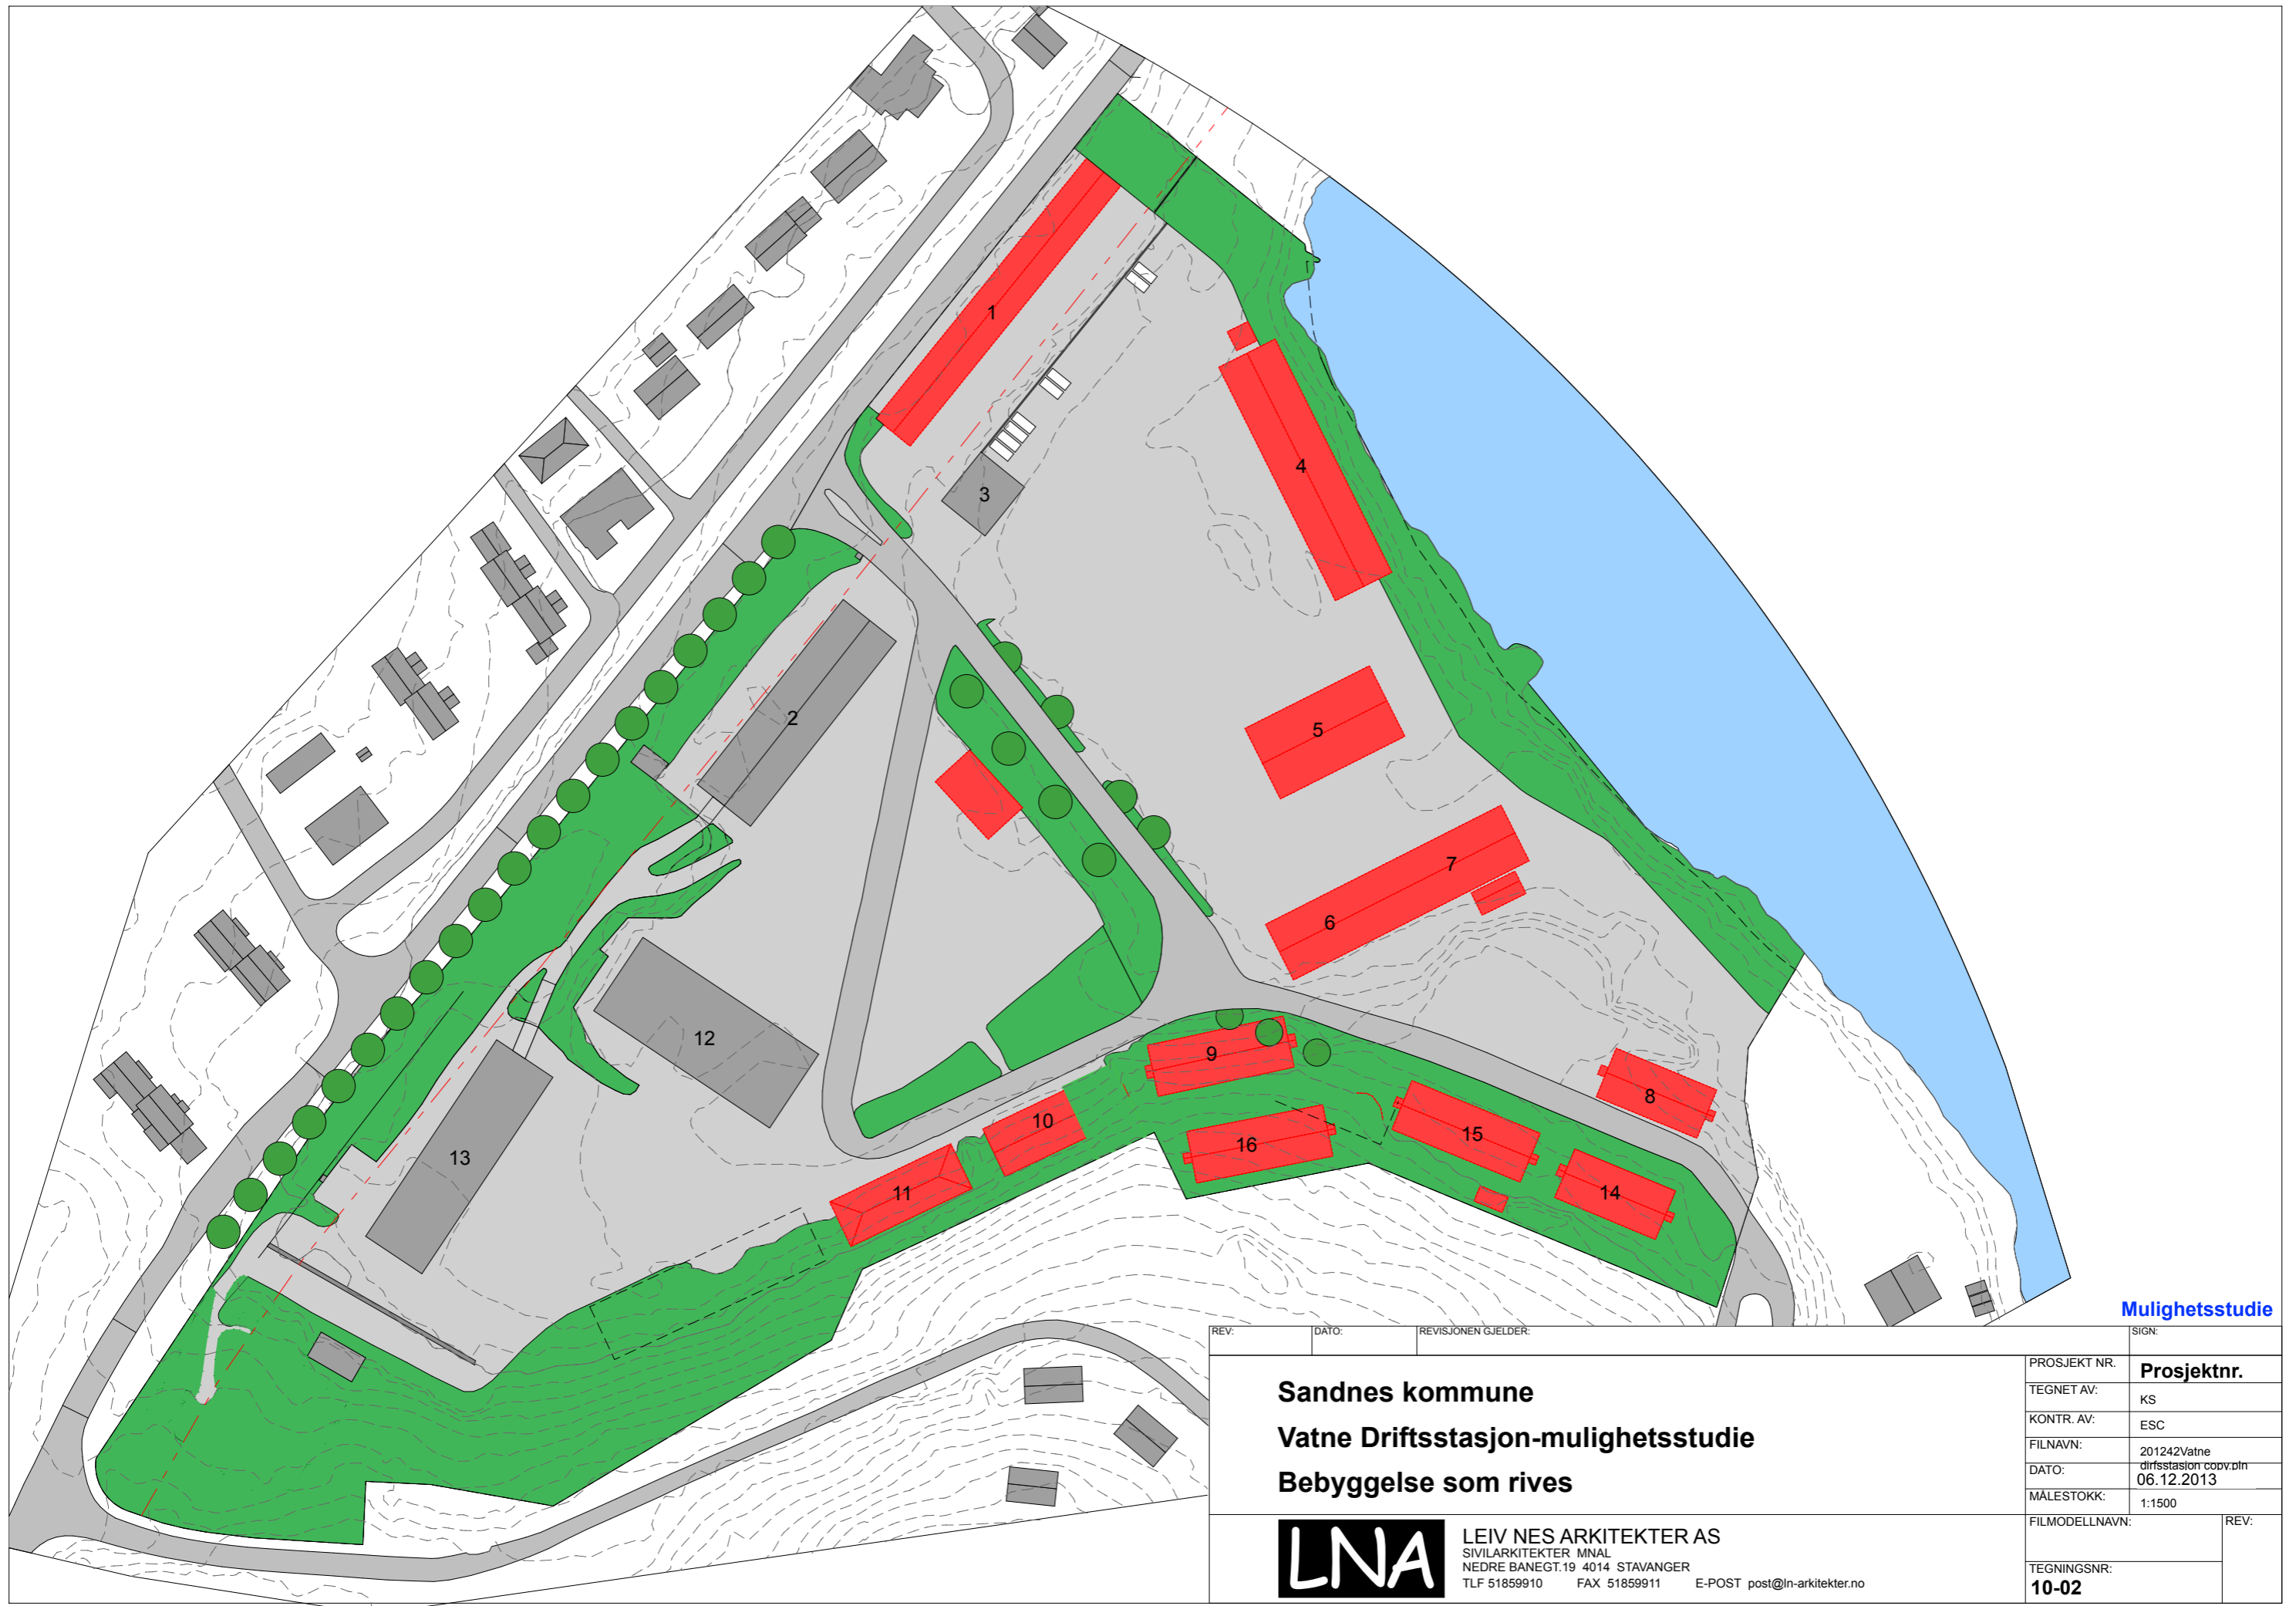 1
3
4
2
5
7
6
12
9
8
10
15
16
13
14
11
Mulighetsstudie
REV:
DATO:
REVISJONEN GJELDER:
SIGN:
Sandnes kommune
Vatne Driftsstasjon-mulighetsstudie
Bebyggelse som rives
PROSJEKT NR.
Prosjektnr.
TEGNET AV:
KS
KONTR. AV:
ESC
FILNAVN:
201242Vatne
dirfsstasjon copy.pln
DATO:
06.12.2013
MÅLESTOKK:
1:1500
FILMODELLNAVN:
REV:
TEGNINGSNR:
10-02
LNA
LEIV NES ARKITEKTER AS
SIVILARKITEKTER MNAL
NEDRE BANEGT.19 4014 STAVANGER
TLF 51859910 FAX 51859911 E-POST post@ln-arkitekter.no